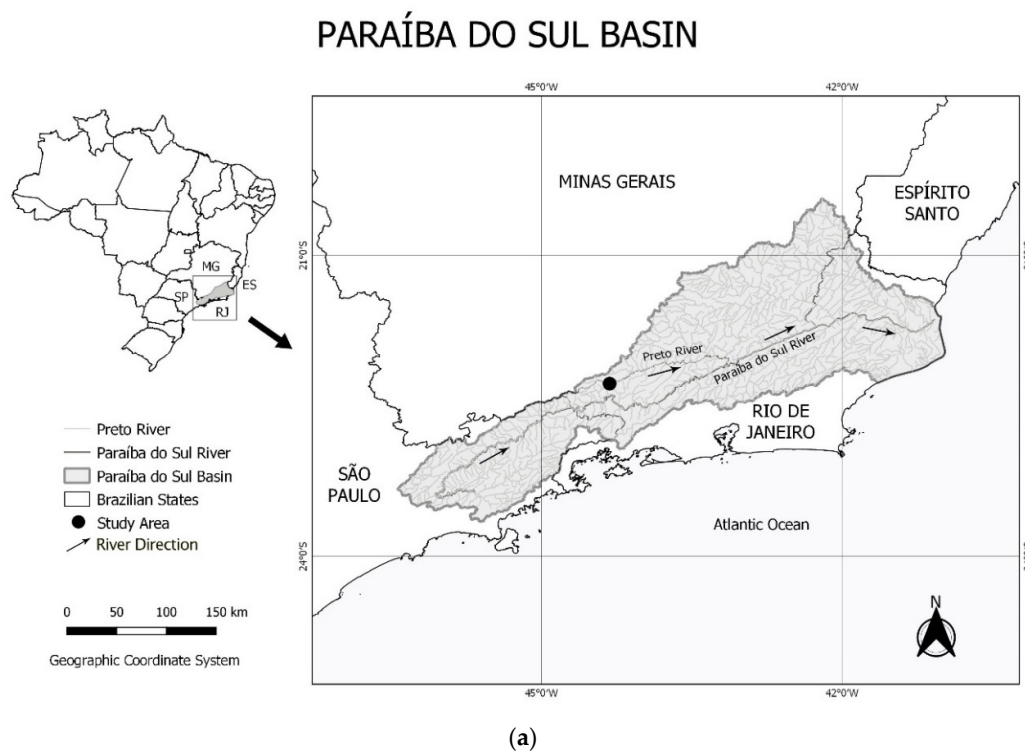 PARAÍBA DO SUL BASIN
45°0'W
42°0'W
MINAS GERAIS
ESPÍRITO
SANTO
21°0'S
MG
ES
SP
RJ
Preto River
Paraíba do Sul River
RIO DE
JANEIRO
SÃO
PAULO
Preto River
Paraíba do Sul River
Paraíba do Sul Basin
Brazilian States
Study Area
River Direction
Atlantic Ocean
24°0'S
0 50 100 150 km
Geographic Coordinate System
N
45°0'W
42°0'W
(a)